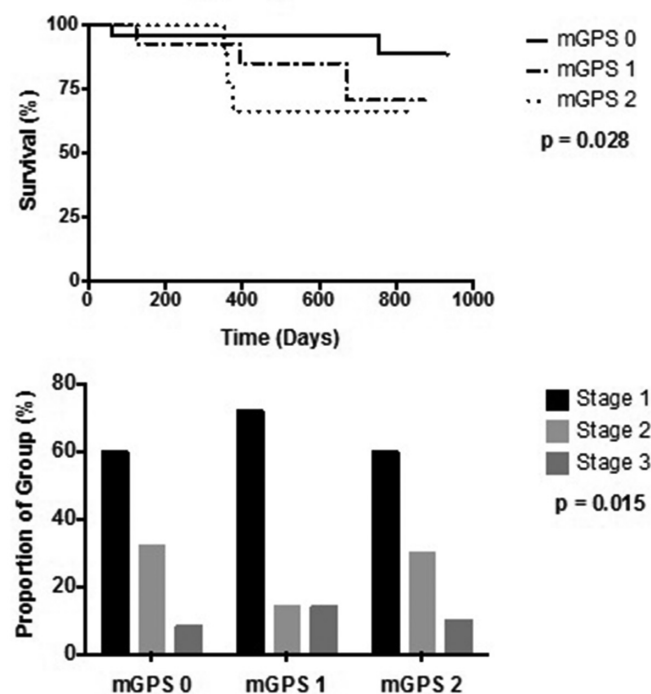 100
75
50
25
0
Survival (%)
0 200 400 600 800 1000
Time (Days)
mGPS 0
mGPS 1
mGPS 2
p = 0.028
80
60
40
20
0
Proportion of Group (%)
mGPS 0 mGPS 1 mGPS 2
Stage 1
Stage 2
Stage 3
p = 0.015